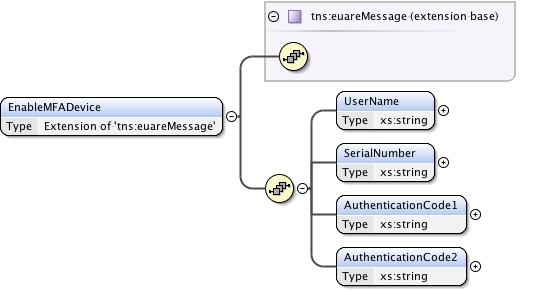 tns:euareMessage (extension base)
EnableMFADevice
Type Extension of 'tns:euareMessage'
UserName
Type xs:string
SerialNumber
Type xs:string
AuthenticationCode1
Type xs:string
AuthenticationCode2
Type xs:string